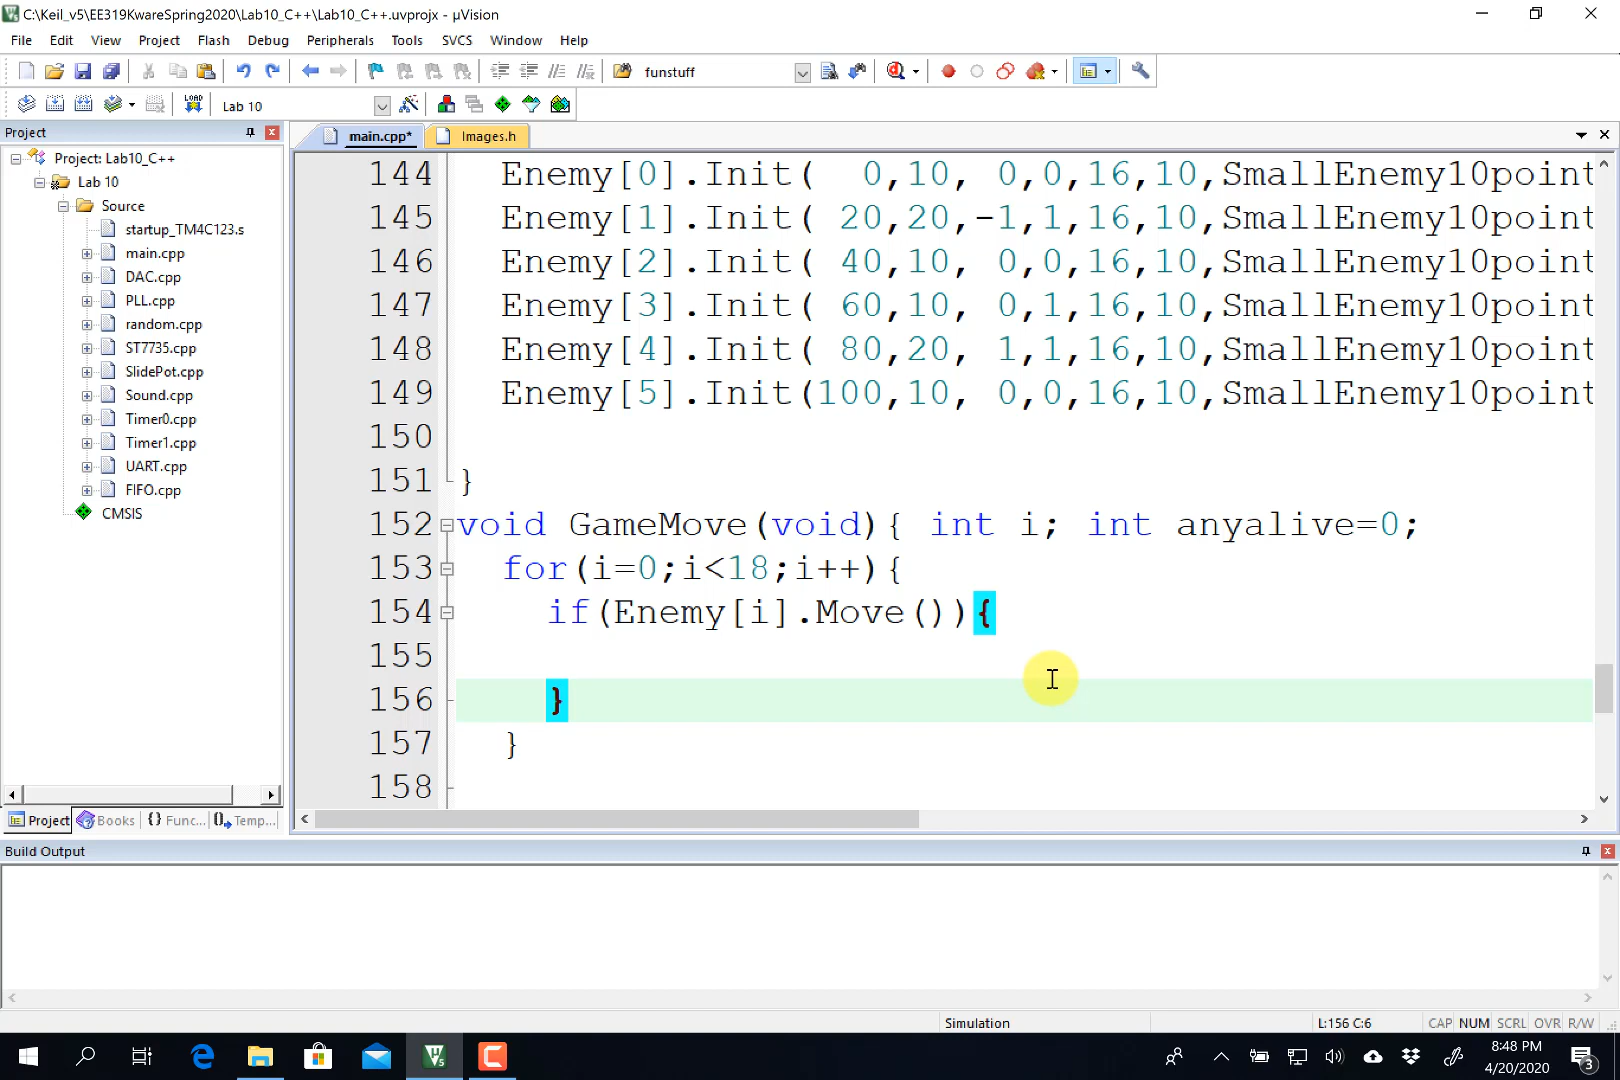 C:\Keil_v5\EE319KwareSpring2020\Lab10_C++\Lab10_C++.uvprojx - µVision
File Edit View Project Flash Debug Peripherals Tools SVCS Window Help
funstuff
LOAD
Lab 10
Project
Project: Lab10_C++
Lab 10
Source
startup_TM4C123.s
main.cpp
DAC.cpp
PLL.cpp
random.cpp
ST7735.cpp
SlidePot.cpp
Sound.cpp
Timer0.cpp
Timer1.cpp
UART.cpp
FIFO.cpp
CMSIS
Project Books {} Func... 0 Temp...
main.cpp* Images.h
144 Enemy[0].Init(  0,10, 0,0,16,10,SmallEnemy10point
145 Enemy[1].Init( 20,20,-1,1,16,10,SmallEnemy10point
146 Enemy[2].Init( 40,10, 0,0,16,10,SmallEnemy10point
147 Enemy[3].Init( 60,10, 0,1,16,10,SmallEnemy10point
148 Enemy[4].Init( 80,20, 1,1,16,10,SmallEnemy10point
149 Enemy[5].Init(100,10, 0,0,16,10,SmallEnemy10point
150
151 }
152 void GameMove(void){ int i; int anyalive=0;
153 for(i=0;i<18;i++){
154 if(Enemy[i].Move()){
155
156 }
157 }
158
Build Output
Simulation L:156 C:6 CAP NUM SCRL OVR R/W
8:48 PM
4/20/2020
3